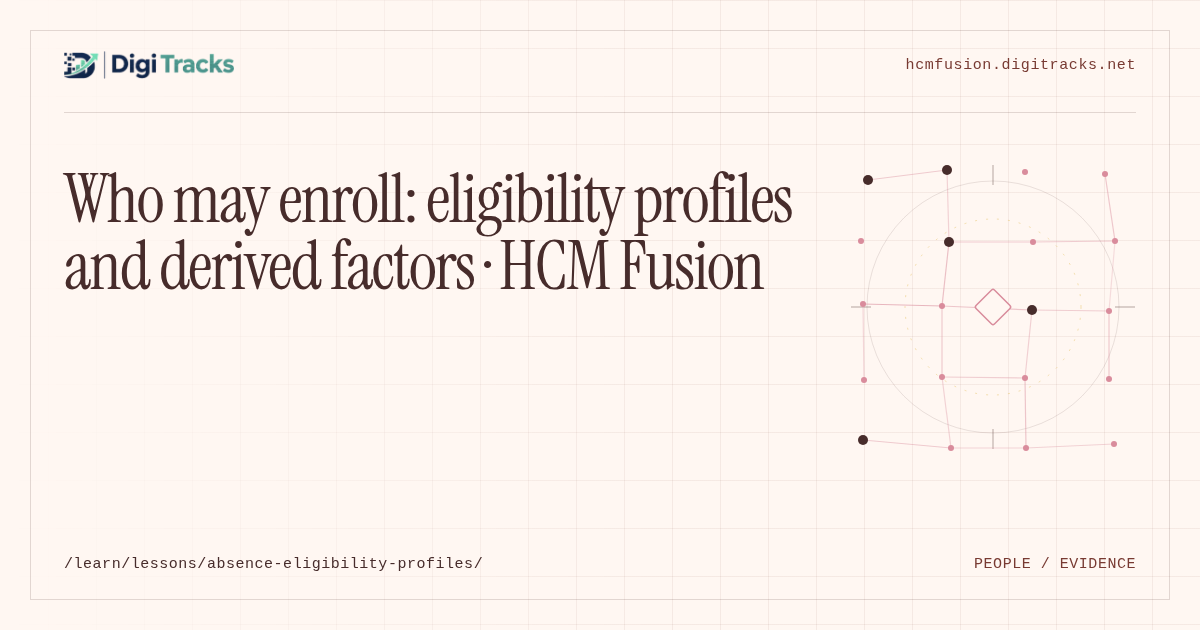 Digi Tracks
hcmfusion.digitracks.net
Who may enroll: eligibility profiles
and derived factors · HCM Fusion
/learn/lessons/absence-eligibility-profiles/
PEOPLE / EVIDENCE